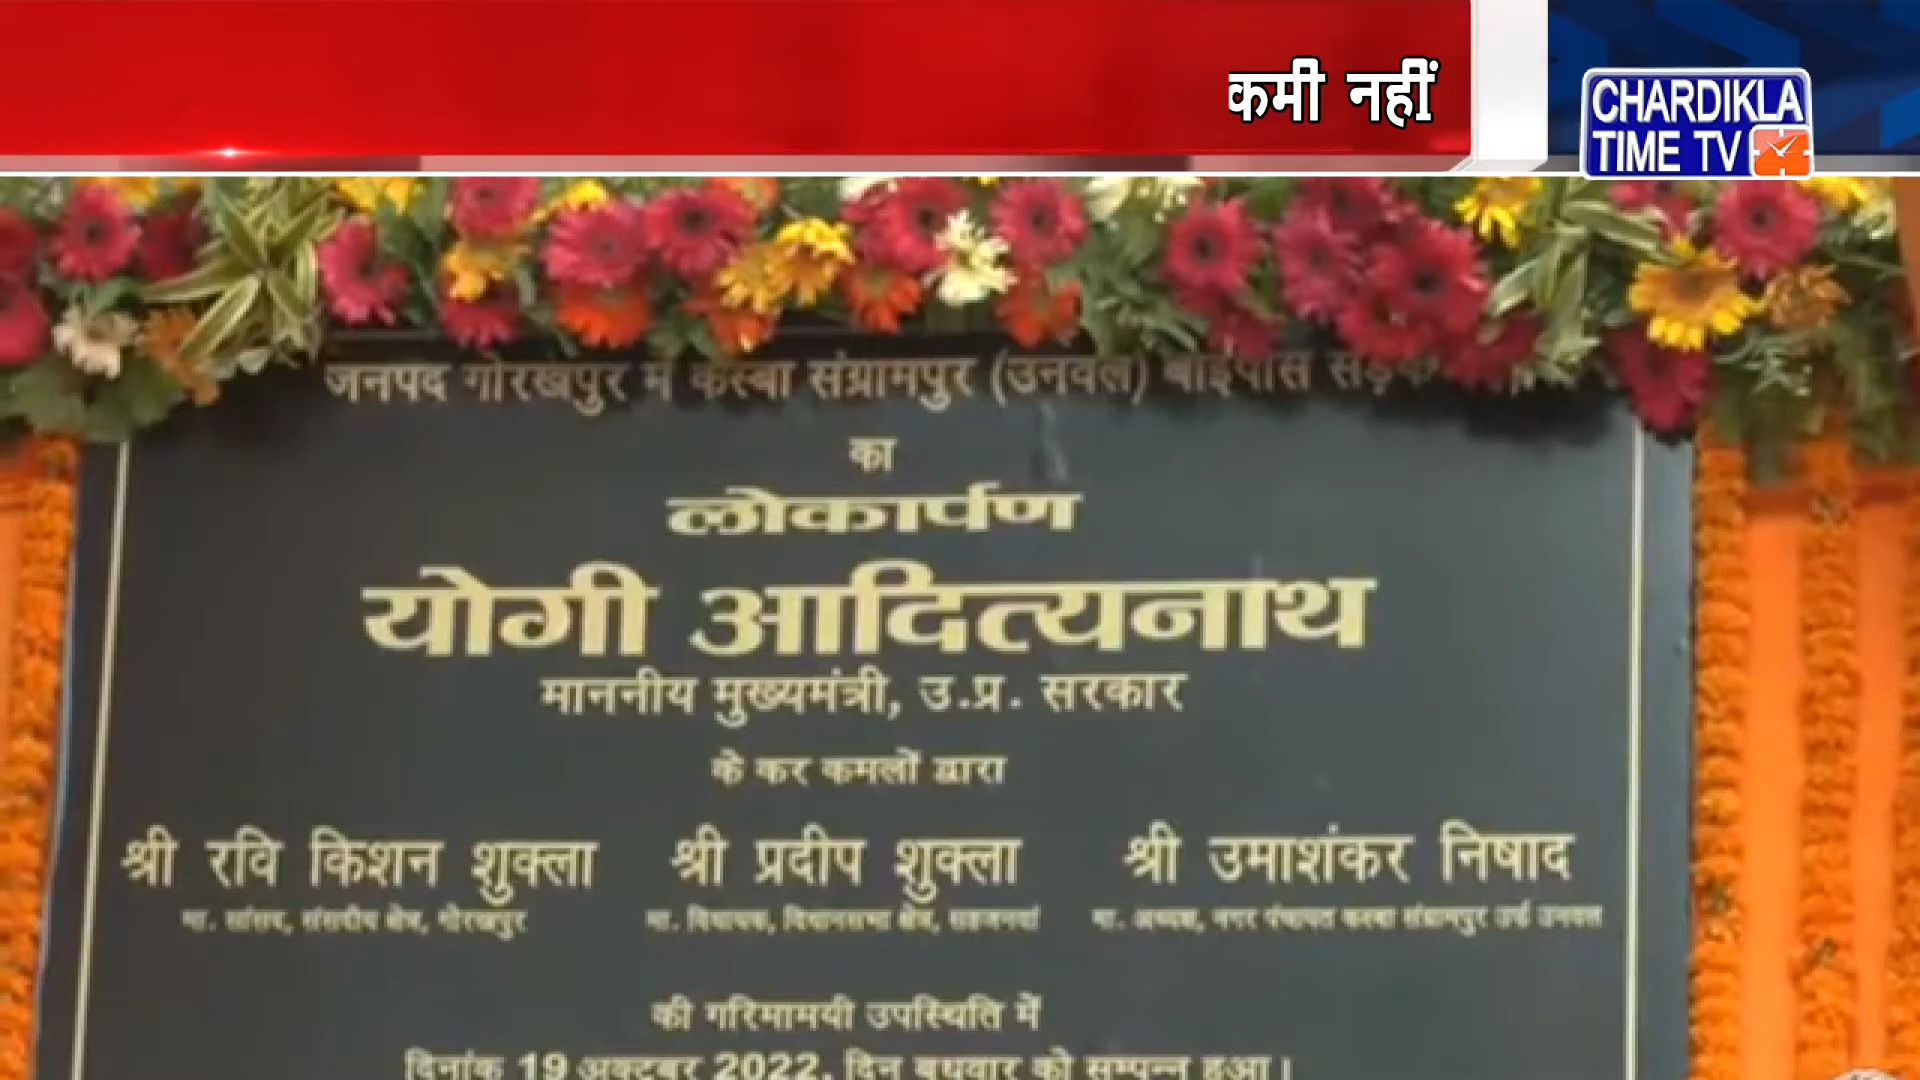 कमी नहीं
CHARDIKLA
TIME TV
जनपद गोरखपुर में कस्बा संग्रामपुर (उनवल) बाईपास सड़क
का
लोकार्पण
योगी आदित्यनाथ
माननीय मुख्यमंत्री, उ.प्र. सरकार
के कर कमलों द्वारा
श्री रवि किशन शुक्ला श्री प्रदीप शुक्ला श्री उमाशंकर निषाद
मा. सांसद, संसदीय क्षेत्र, गोरखपुर मा. विधायक, विधानसभा क्षेत्र, सहजनवां मा. अध्यक्ष, नगर पंचायत कस्बा संग्रामपुर उर्फ उनवल
की गरिमामयी उपस्थिति में
दिनांक 19 अक्टूबर 2022, दिन बुधवार को सम्पन्न हुआ।